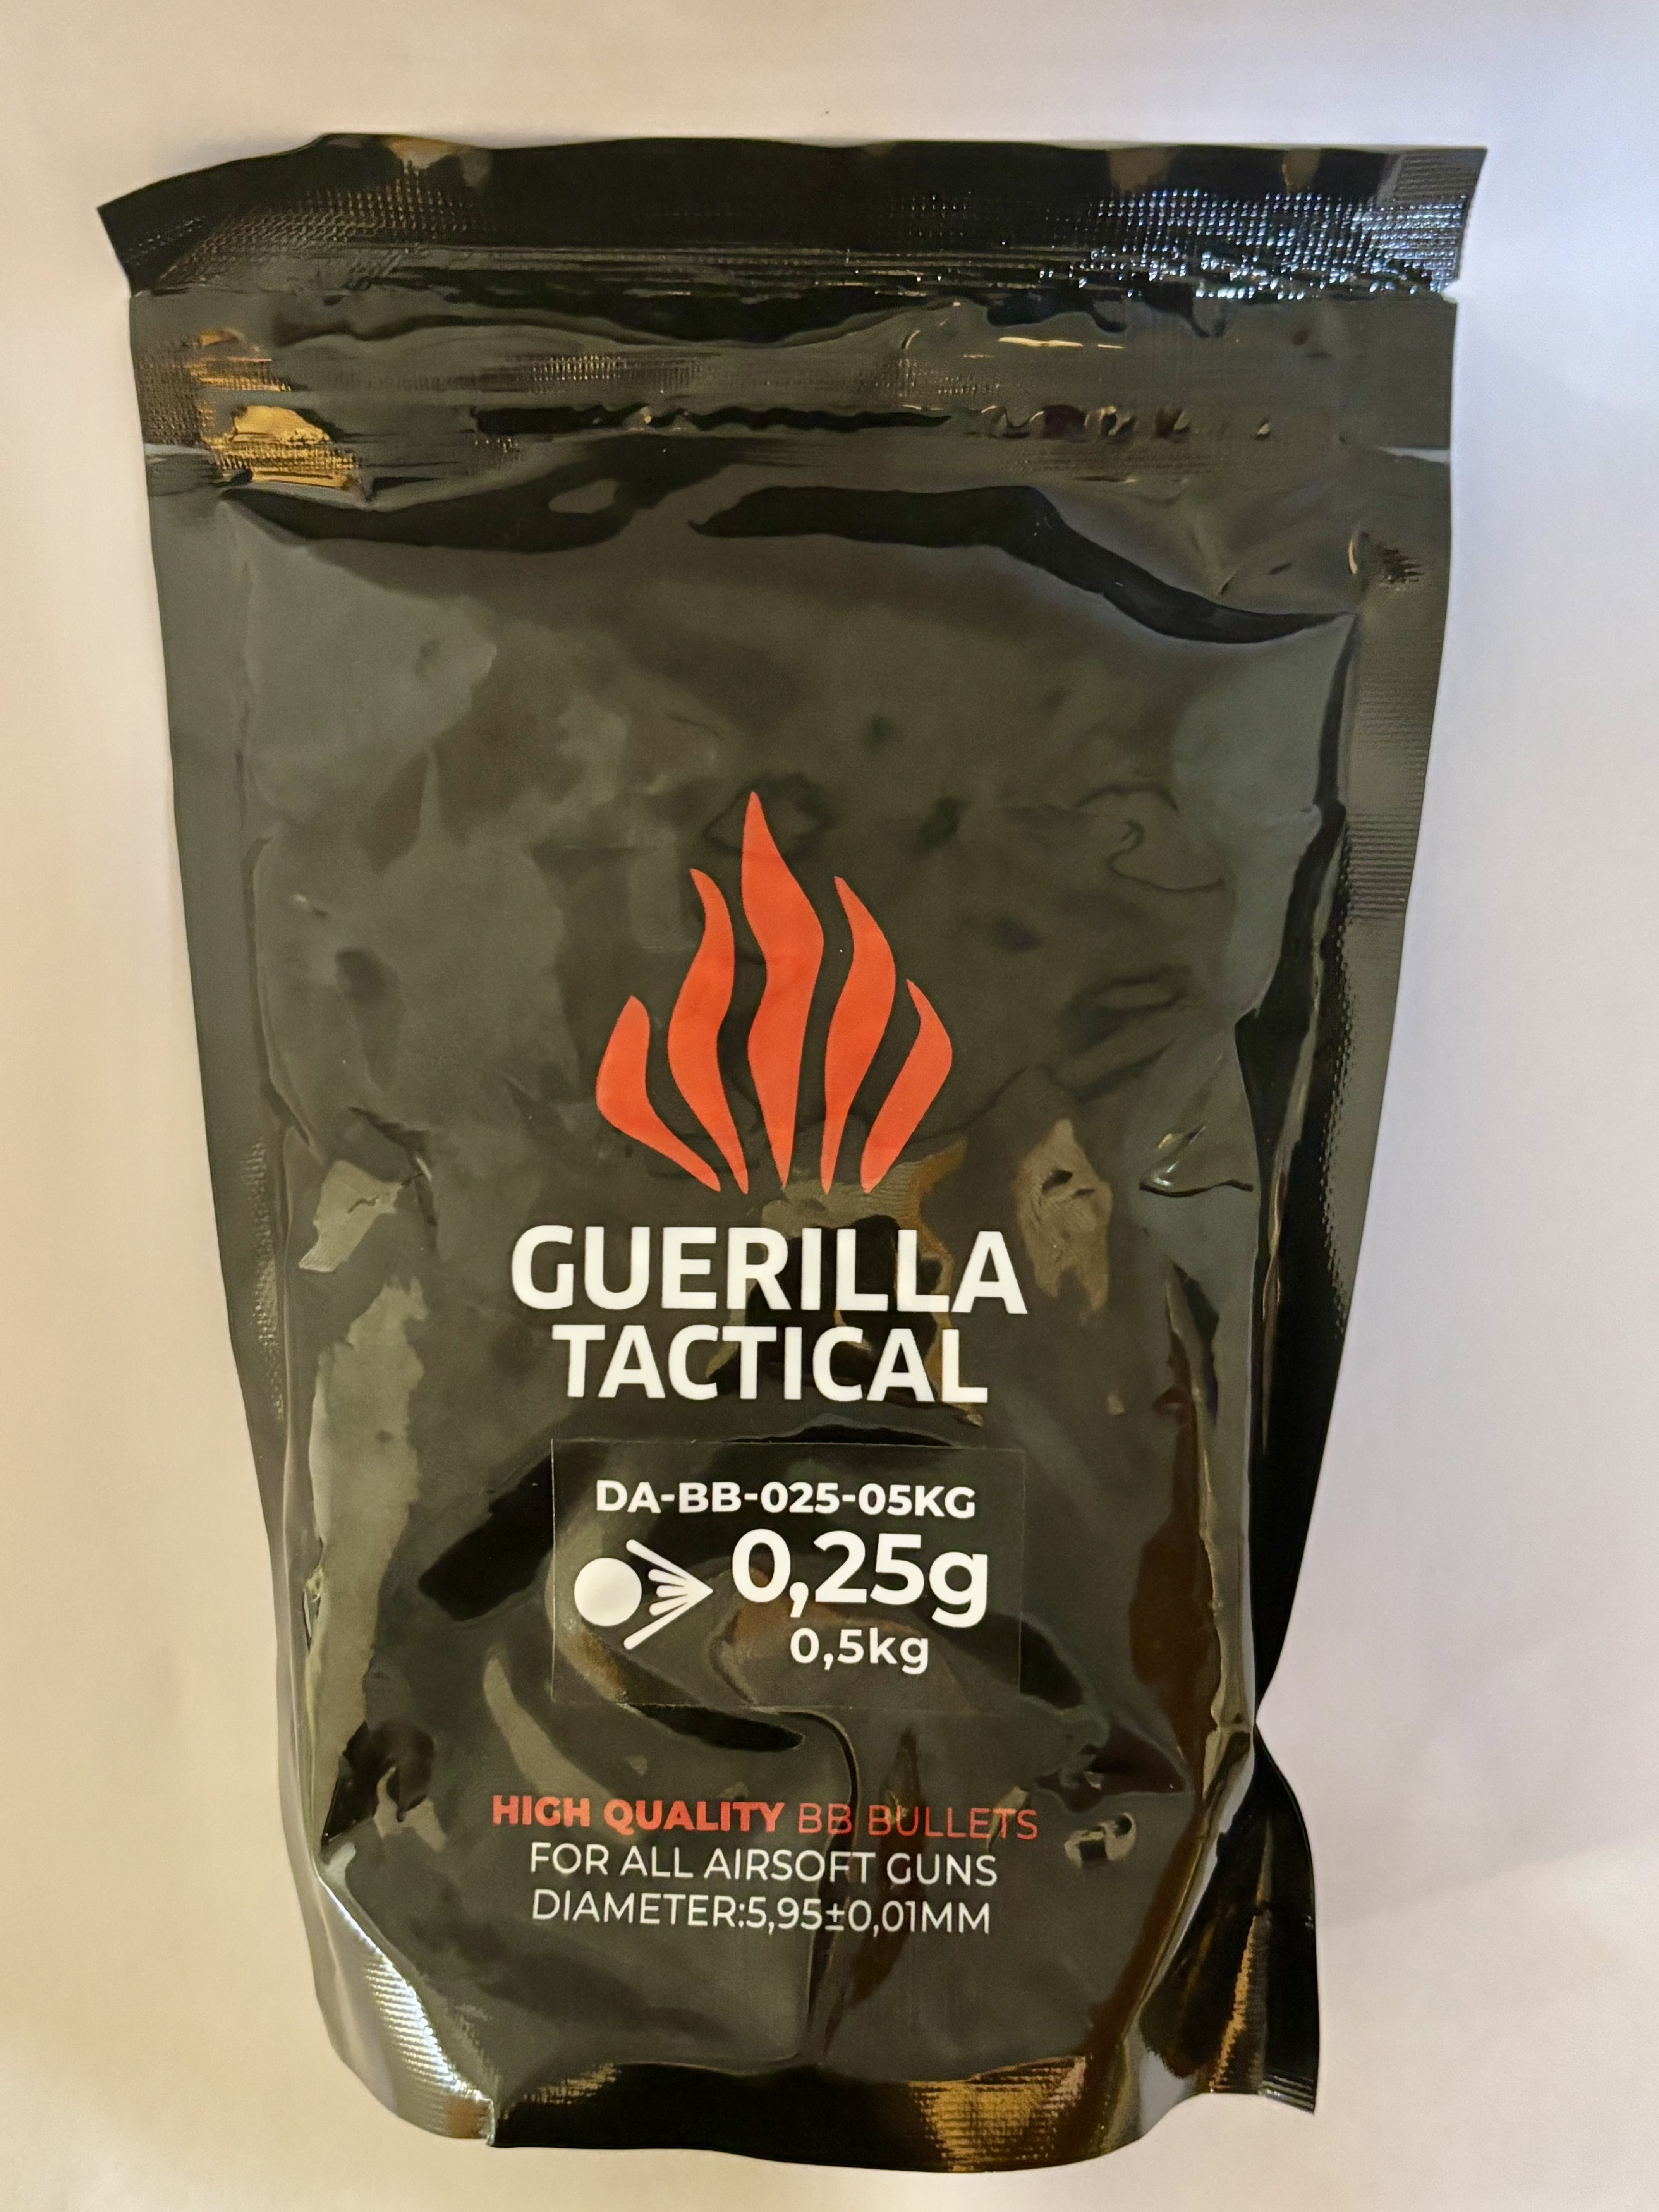 GUERILLA
TACTICAL
DA-BB-025-05KG
0,25g
0,5kg
HIGH QUALITY BB BULLETS
FOR ALL AIRSOFT GUNS
DIAMETER:5,95±0,01MM